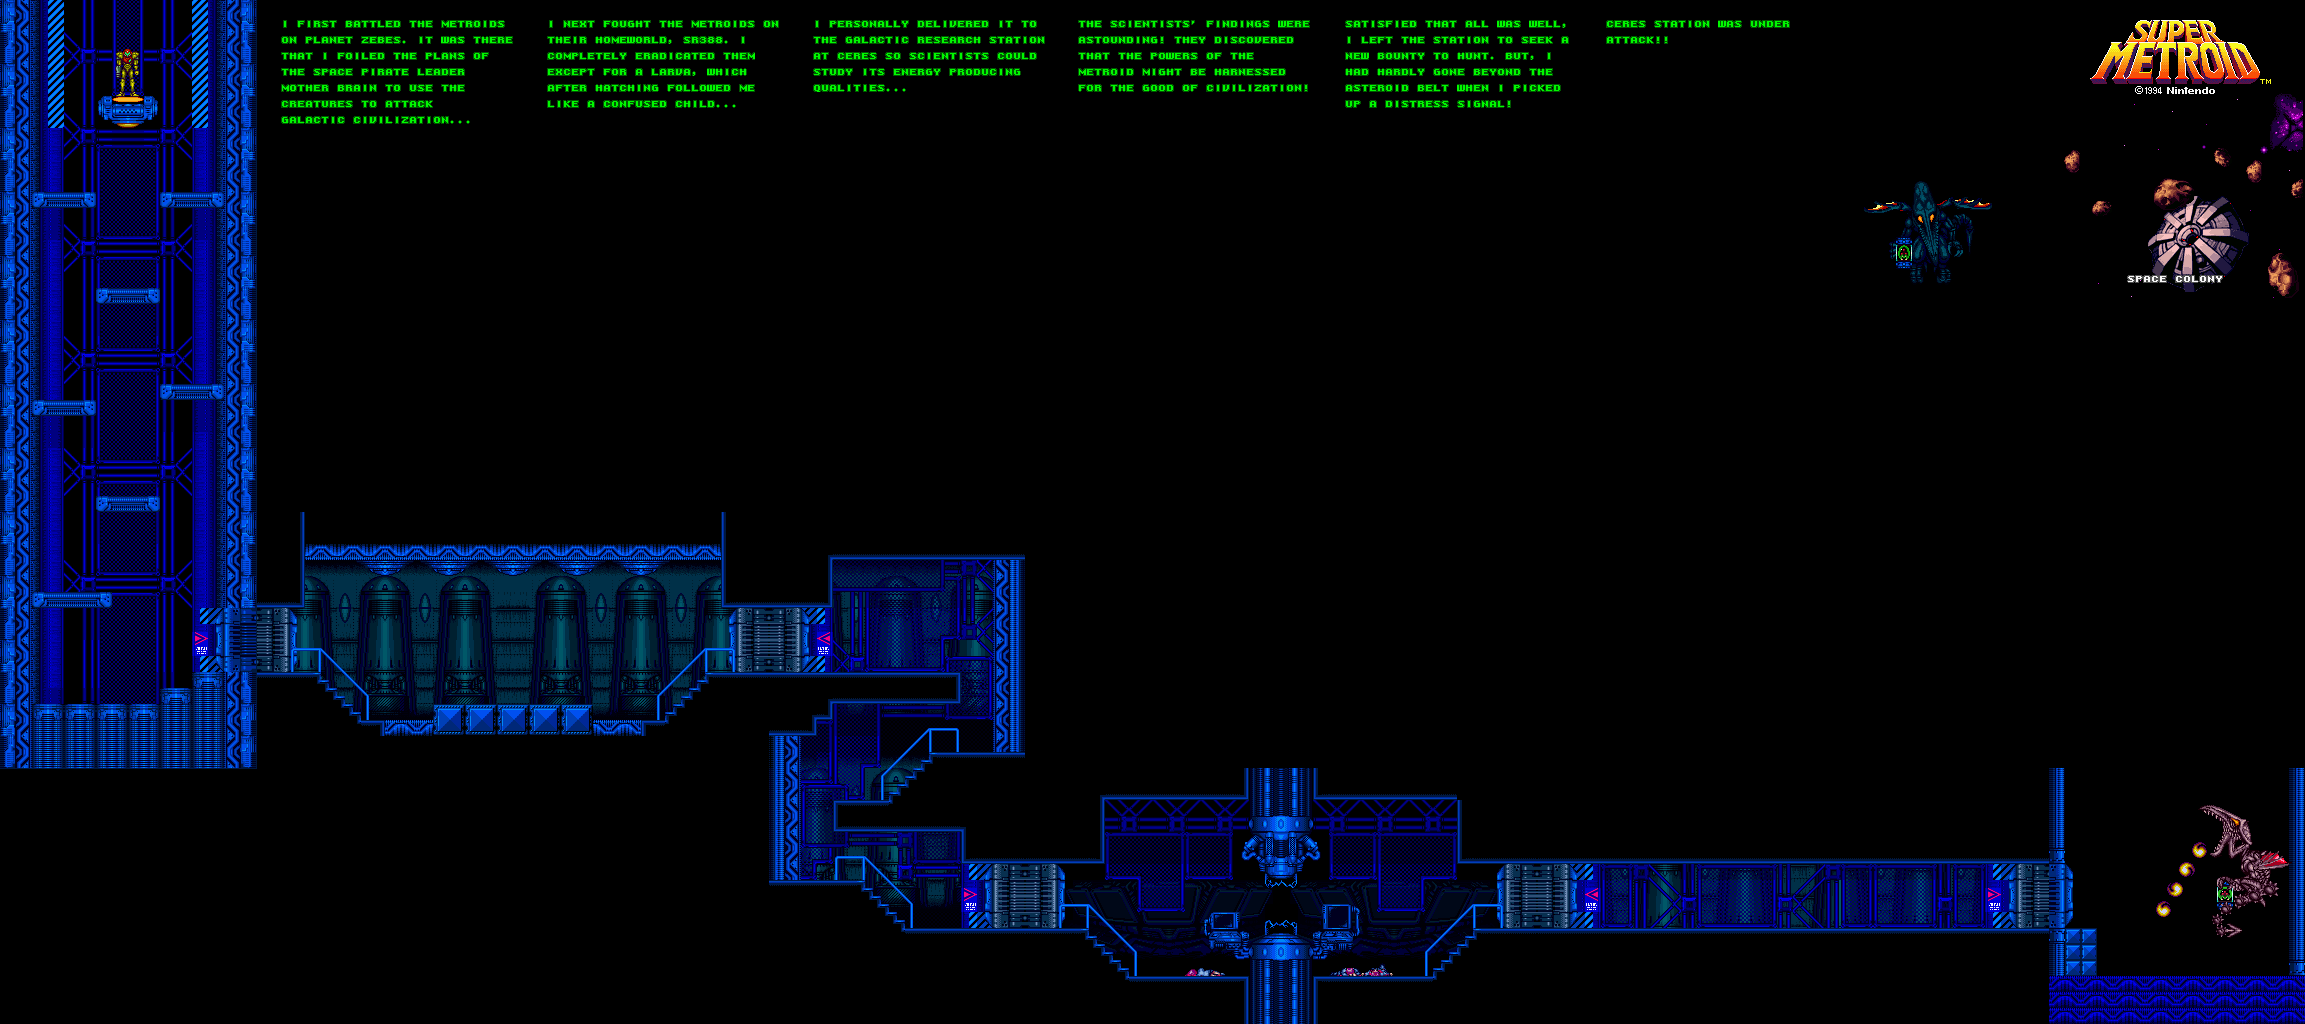 I FIRST BATTLED THE METROIDS
ON PLANET ZEBES. IT WAS THERE
THAT I FOILED THE PLANS OF
THE SPACE PIRATE LEADER
MOTHER BRAIN TO USE THE
CREATURES TO ATTACK
GALACTIC CIVILIZATION...
I NEXT FOUGHT THE METROIDS ON
THEIR HOMEWORLD, SR388. I
COMPLETELY ERADICATED THEM
EXCEPT FOR A LARVA, WHICH
AFTER HATCHING FOLLOWED ME
LIKE A CONFUSED CHILD...
I PERSONALLY DELIVERED IT TO
THE GALACTIC RESEARCH STATION
AT CERES SO SCIENTISTS COULD
STUDY ITS ENERGY PRODUCING
QUALITIES...
THE SCIENTISTS' FINDINGS WERE
ASTOUNDING! THEY DISCOVERED
THAT THE POWERS OF THE
METROID MIGHT BE HARNESSED
FOR THE GOOD OF CIVILIZATION!
SATISFIED THAT ALL WAS WELL,
I LEFT THE STATION TO SEEK A
NEW BOUNTY TO HUNT. BUT, I
HAD HARDLY GONE BEYOND THE
ASTEROID BELT WHEN I PICKED
UP A DISTRESS SIGNAL!
CERES STATION WAS UNDER
ATTACK!!
SUPER
METROID™
©1994 Nintendo
SPACE COLONY